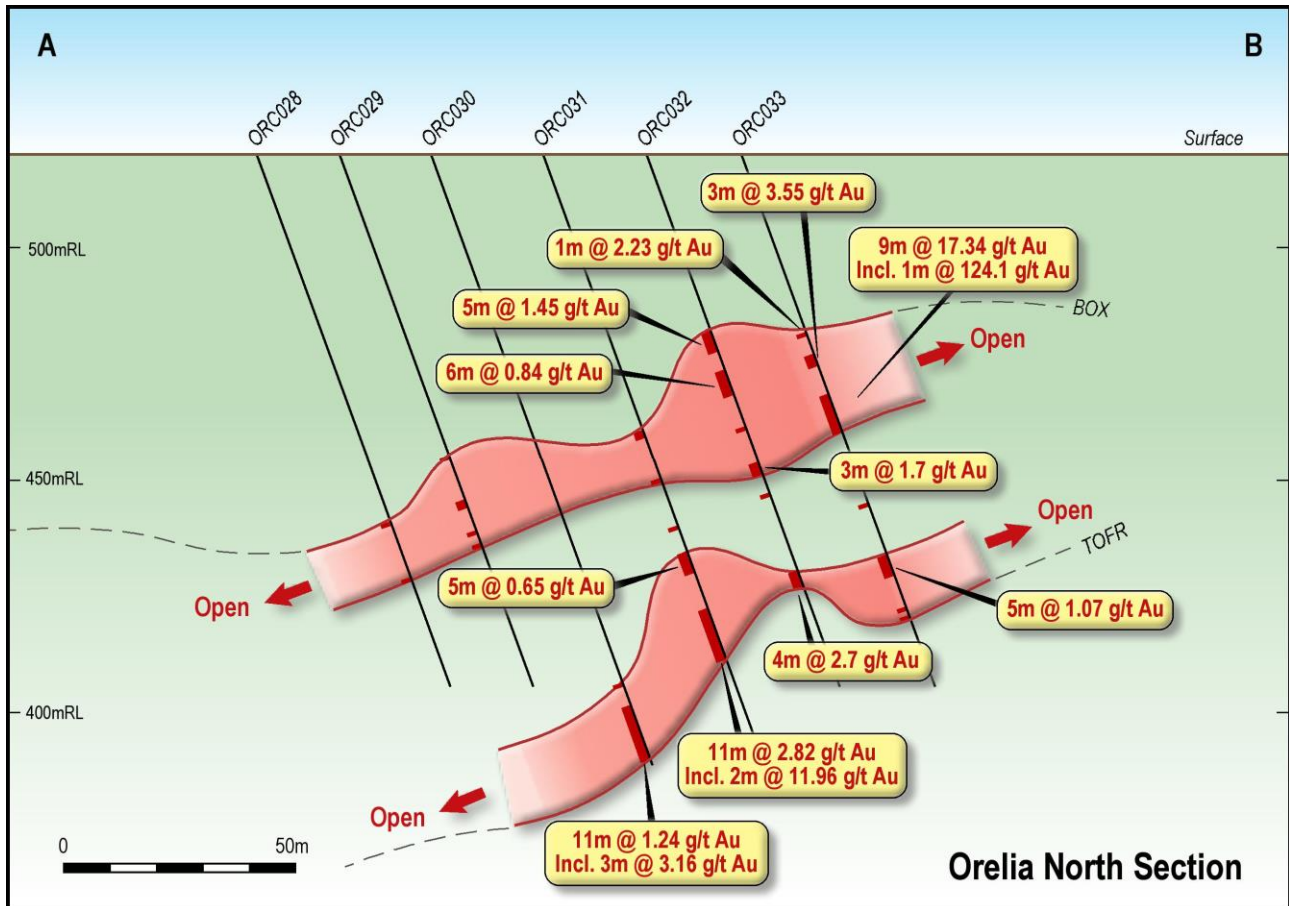 A
B
ORC028
ORC029
ORC030
ORC031
ORC032
ORC033
Surface
3m @ 3.55 g/t Au
500mRL
1m @ 2.23 g/t Au
9m @ 17.34 g/t Au
Incl. 1m @ 124.1 g/t Au
5m @ 1.45 g/t Au
BOX
Open
6m @ 0.84 g/t Au
450mRL
3m @ 1.7 g/t Au
Open
TOFR
Open
5m @ 0.65 g/t Au
5m @ 1.07 g/t Au
4m @ 2.7 g/t Au
400mRL
11m @ 2.82 g/t Au
Incl. 2m @ 11.96 g/t Au
Open
11m @ 1.24 g/t Au
Incl. 3m @ 3.16 g/t Au
0
50m
Orelia North Section